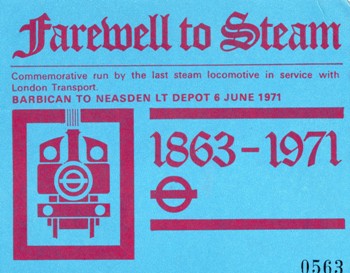 Farewell to Steam
Commemorative run by the last steam locomotive in service with
London Transport.
BARBICAN TO NEASDEN LT DEPOT 6 JUNE 1971
1863-1971
0563